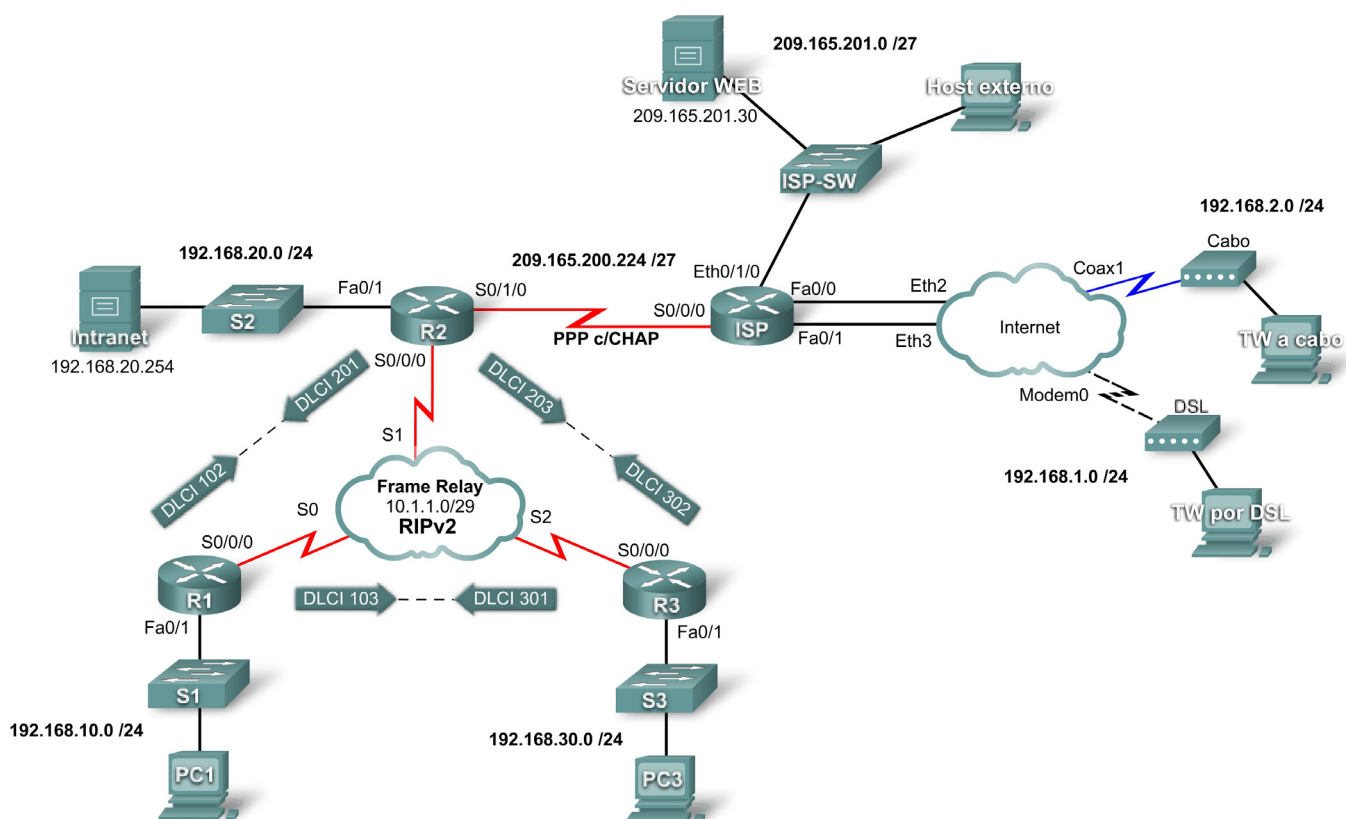 209.165.201.0 /27
Servidor WEB
209.165.201.30
Host externo
ISP-SW
192.168.2.0 /24
Cabo
Coax1
TW a cabo
192.168.20.0 /24
209.165.200.224 /27
Eth0/1/0
Fa0/0
Eth2
Fa0/1
S0/1/0
S0/0/0
Intranet
192.168.20.254
S2
R2
ISP
Internet
PPP c/CHAP
Fa0/1
Eth3
S0/0/0
Modem0
DSL
192.168.1.0 /24
TW por DSL
DLCI 201
DLCI 203
S1
DLCI 102
DLCI 302
Frame Relay
10.1.1.0/29
RIPv2
S0
S2
S0/0/0
S0/0/0
R1
DLCI 103
DLCI 301
R3
Fa0/1
Fa0/1
S1
S3
192.168.10.0 /24
192.168.30.0 /24
PC1
PC3